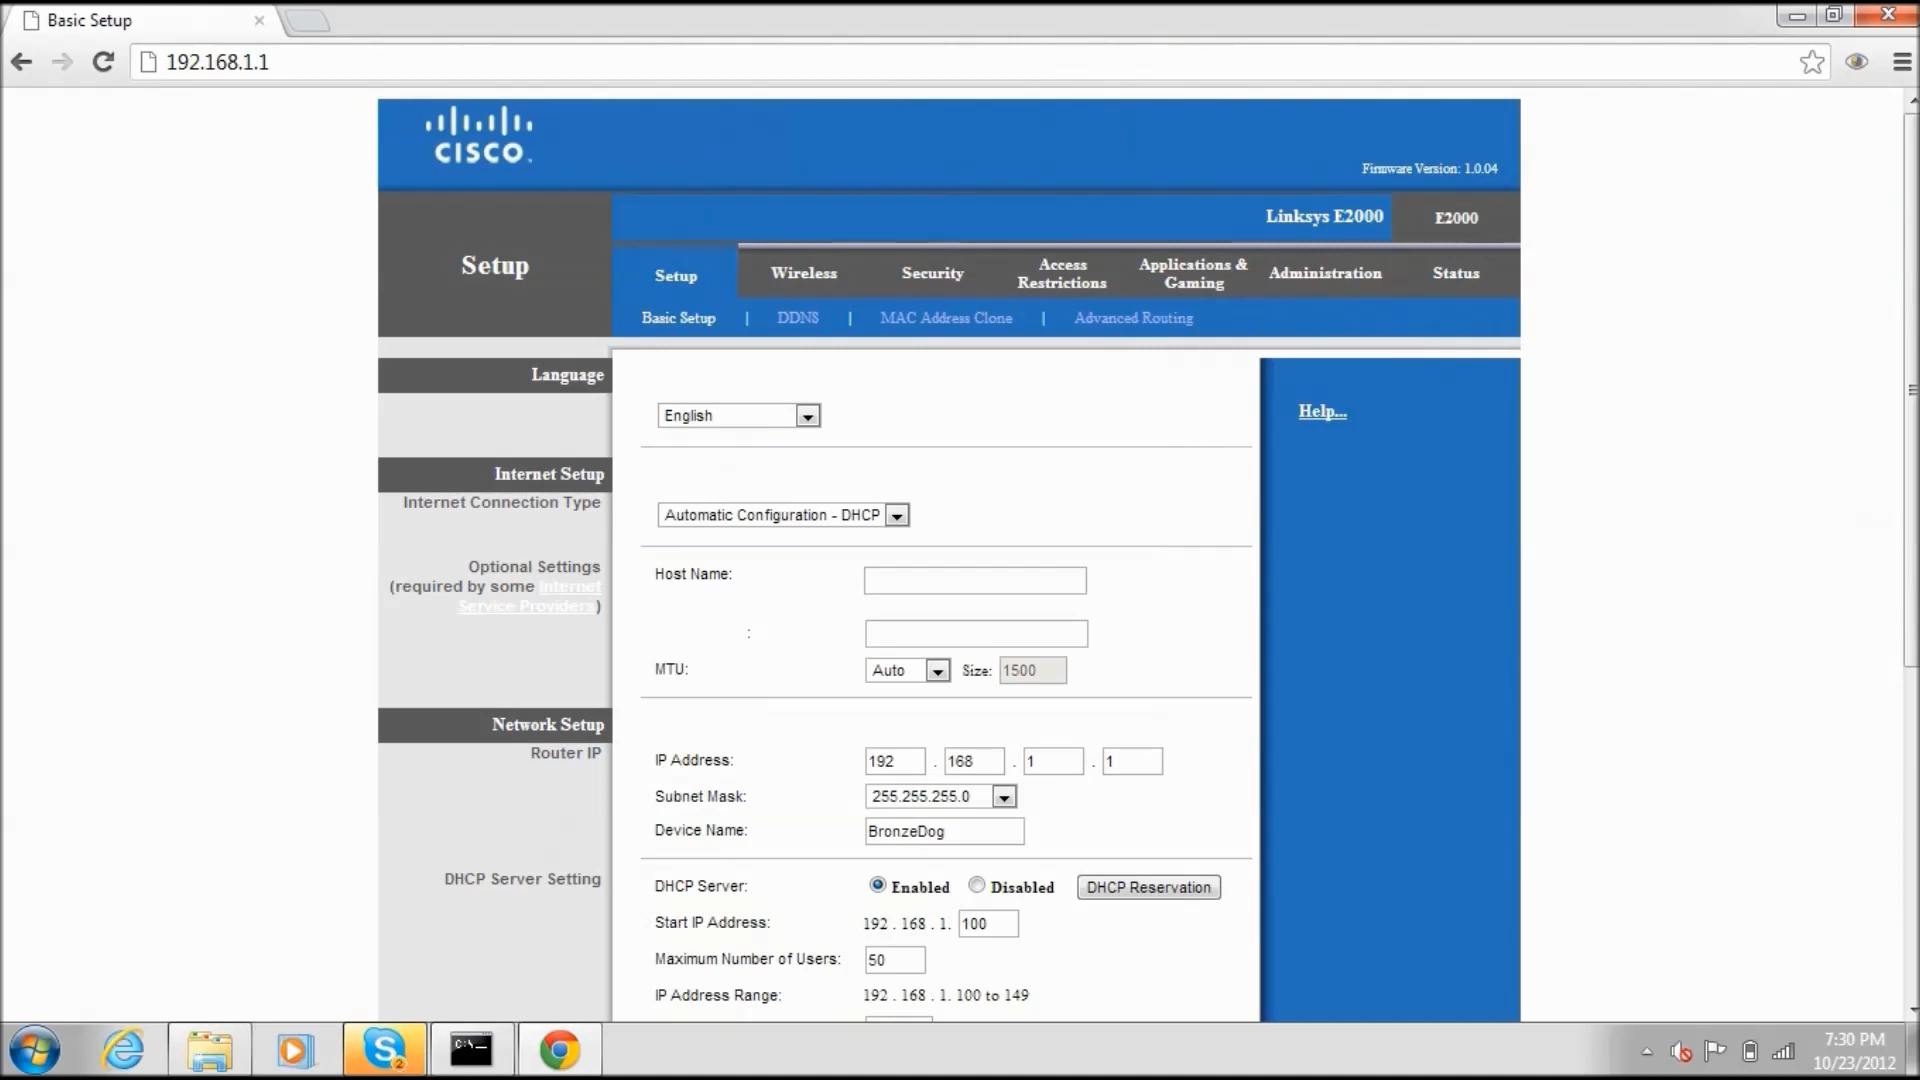 Basic Setup
192.168.1.1
CISCO
Firmware Version: 1.0.04
Linksys E2000
E2000
Setup
Setup
Wireless
Security
Access
Restrictions
Applications &
Gaming
Administration
Status
Basic Setup | DDNS | MAC Address Clone | Advanced Routing
Language
English
Help...
Internet Setup
Internet Connection Type
Automatic Configuration - DHCP
Optional Settings
(required by some Internet
Service Providers)
Host Name:
:
MTU: Auto Size: 1500
Network Setup
Router IP
IP Address: 192 . 168 . 1 . 1
Subnet Mask: 255.255.255.0
Device Name: BronzeDog
DHCP Server Setting
DHCP Server: Enabled Disabled DHCP Reservation
Start IP Address: 192 . 168 . 1. 100
Maximum Number of Users: 50
IP Address Range: 192 . 168 . 1. 100 to 149
S 2
C:\
7:30 PM
10/23/2012